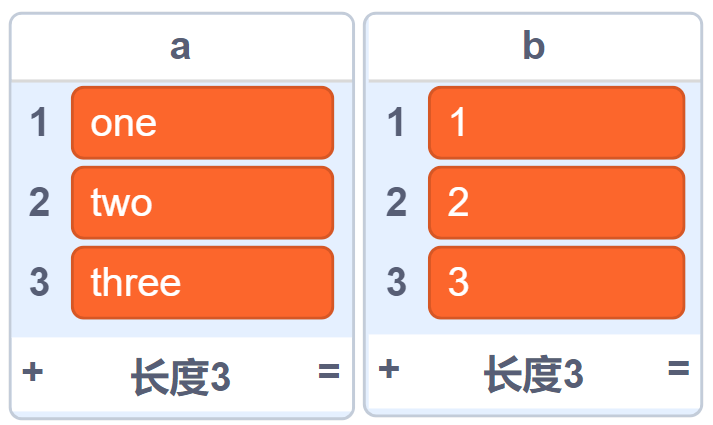 a
1 one
2 two
3 three
+ 长度3 =
b
1 1
2 2
3 3
+ 长度3 =